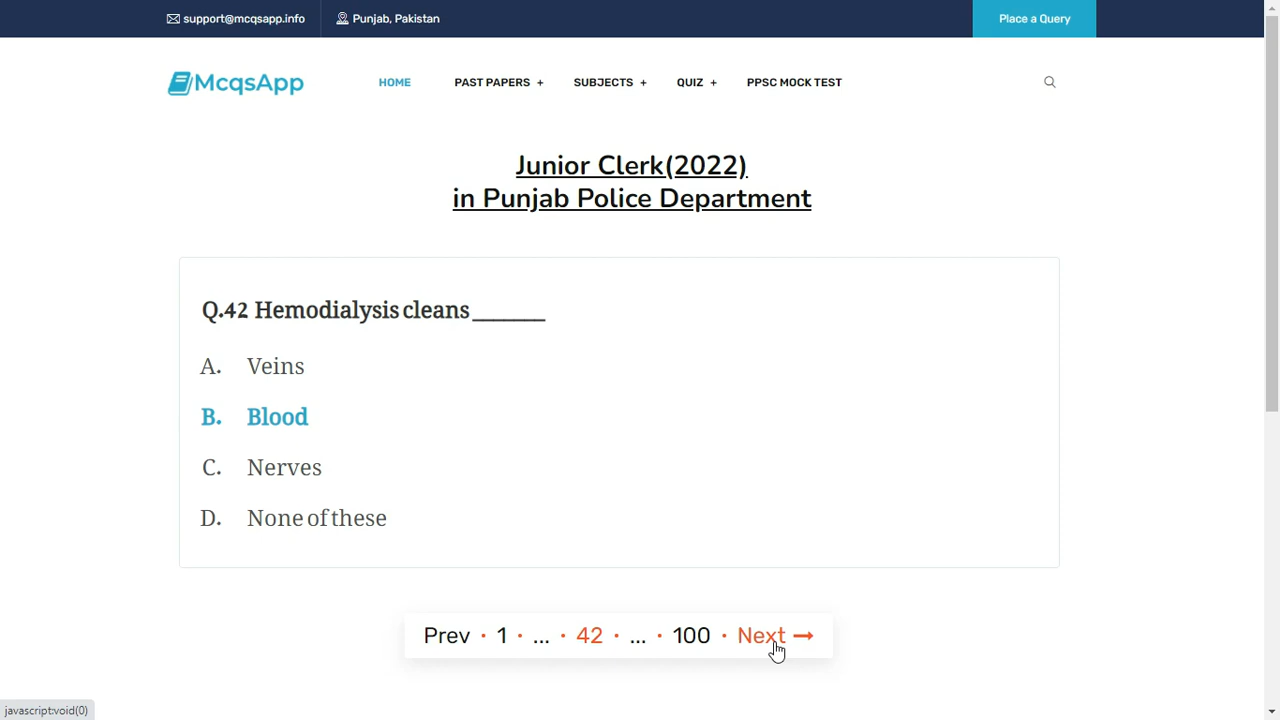 support@mcqsapp.info
Punjab, Pakistan
Place a Query
McqsApp
HOME
PAST PAPERS +
SUBJECTS +
QUIZ +
PPSC MOCK TEST
Junior Clerk(2022)
in Punjab Police Department
Q.42 Hemodialysis cleans _______
A. Veins
B. Blood
C. Nerves
D. None of these
Prev · 1 · ... · 42 · ... · 100 · Next →
javascript:void(0)